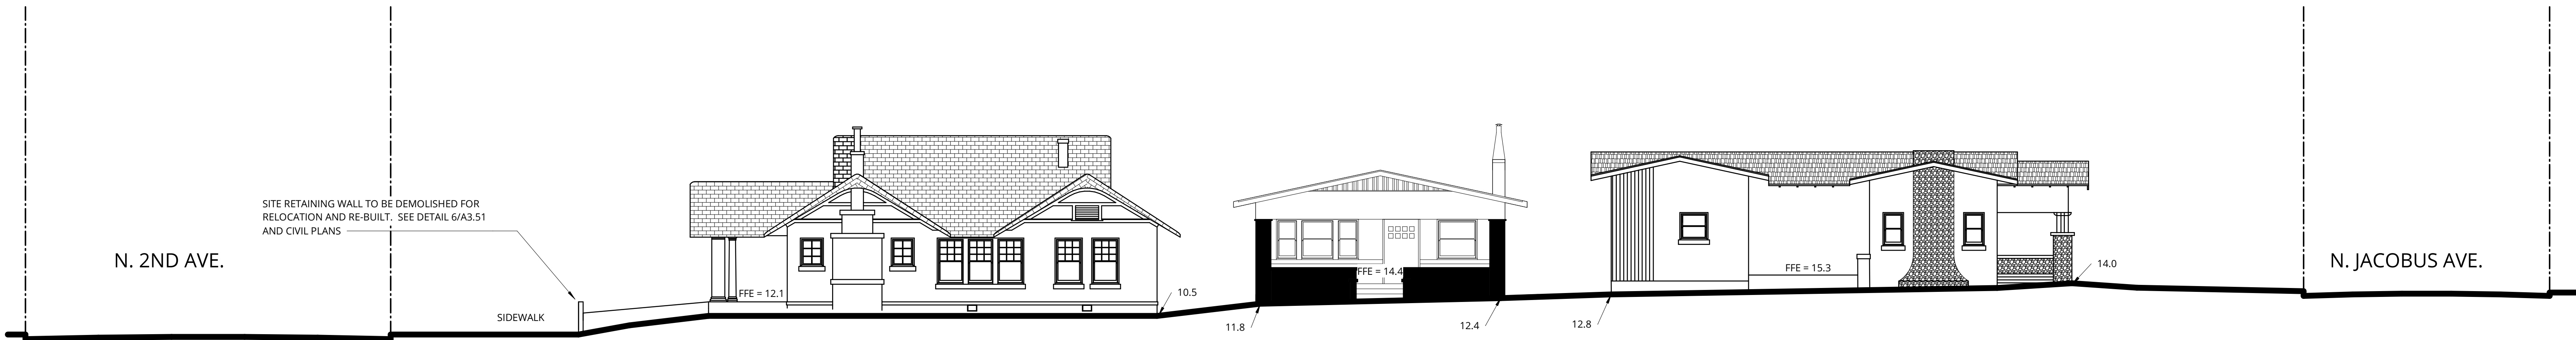 SITE RETAINING WALL TO BE DEMOLISHED FOR
RELOCATION AND RE-BUILT. SEE DETAIL 6/A3.51
AND CIVIL PLANS
N. 2ND AVE.
SIDEWALK
FFE = 12.1
10.5
11.8
FFE = 14.4
12.4
12.8
FFE = 15.3
14.0
N. JACOBUS AVE.